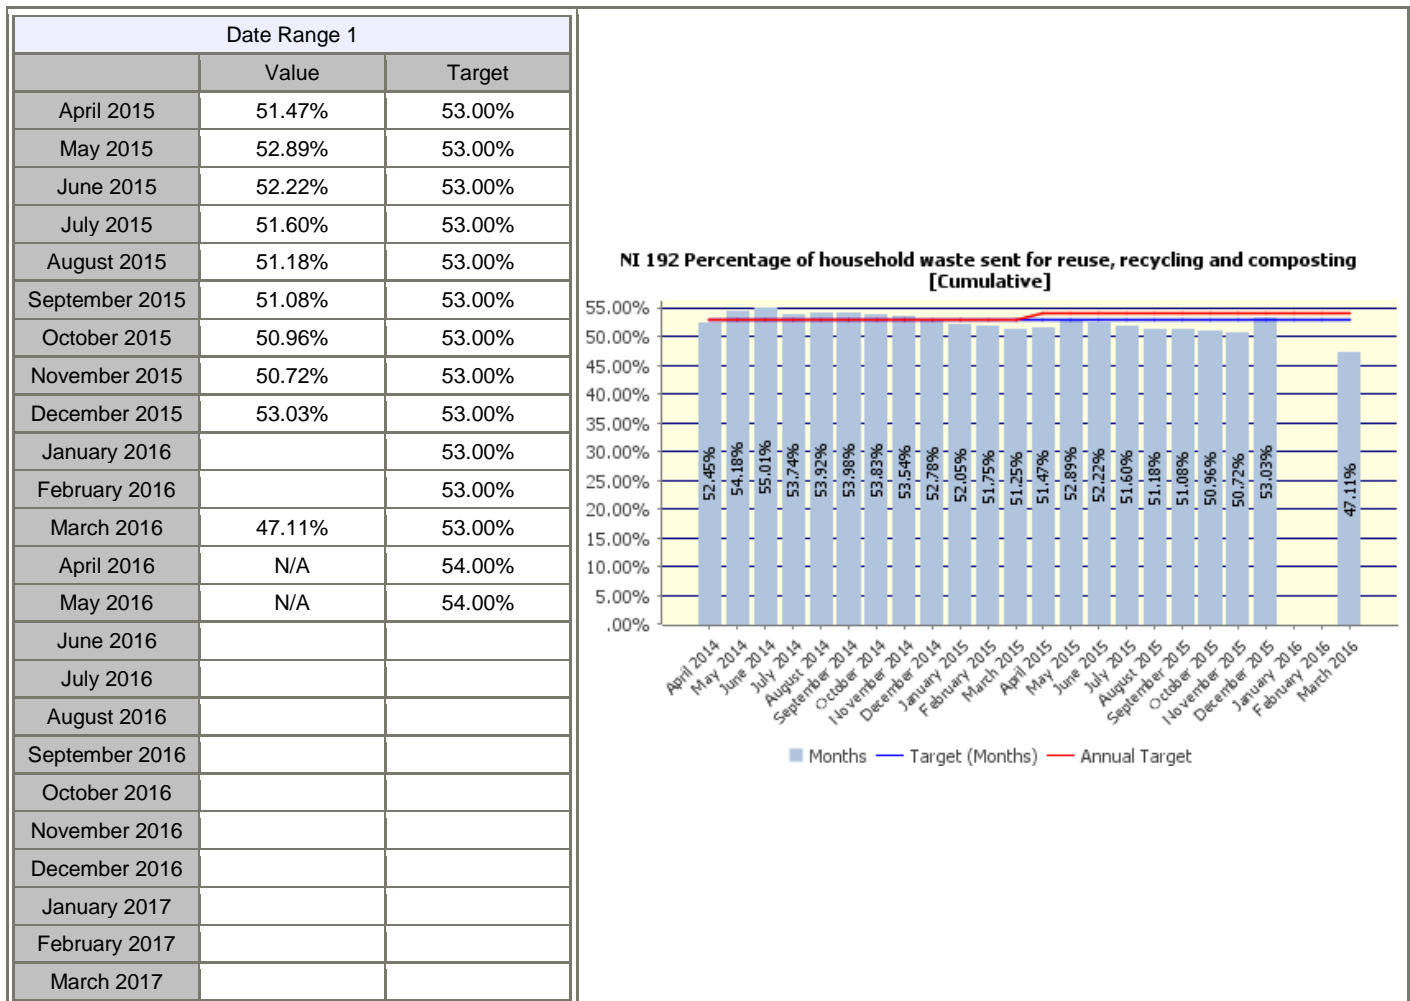 Date Range 1
Value Target
April 2015 51.47% 53.00%
May 2015 52.89% 53.00%
June 2015 52.22% 53.00%
July 2015 51.60% 53.00%
August 2015 51.18% 53.00%
September 2015 51.08% 53.00%
October 2015 50.96% 53.00%
November 2015 50.72% 53.00%
December 2015 53.03% 53.00%
January 2016 53.00%
February 2016 53.00%
March 2016 47.11% 53.00%
April 2016 N/A 54.00%
May 2016 N/A 54.00%
June 2016
July 2016
August 2016
September 2016
October 2016
November 2016
December 2016
January 2017
February 2017
March 2017
NI 192 Percentage of household waste sent for reuse, recycling and composting
[Cumulative]
55.00%
50.00%
45.00%
40.00%
35.00%
30.00%
25.00%
20.00%
15.00%
10.00%
5.00%
.00%
52.45%
54.18%
55.01%
53.74%
53.92%
53.98%
53.83%
53.54%
52.78%
52.05%
51.75%
51.25%
51.47%
52.89%
52.22%
51.60%
51.18%
51.08%
50.96%
50.72%
53.03%
47.11%
April 2014
May 2014
June 2014
July 2014
August 2014
September 2014
October 2014
November 2014
December 2014
January 2015
February 2015
March 2015
April 2015
May 2015
June 2015
July 2015
August 2015
September 2015
October 2015
November 2015
December 2015
January 2016
February 2016
March 2016
Months Target (Months) Annual Target